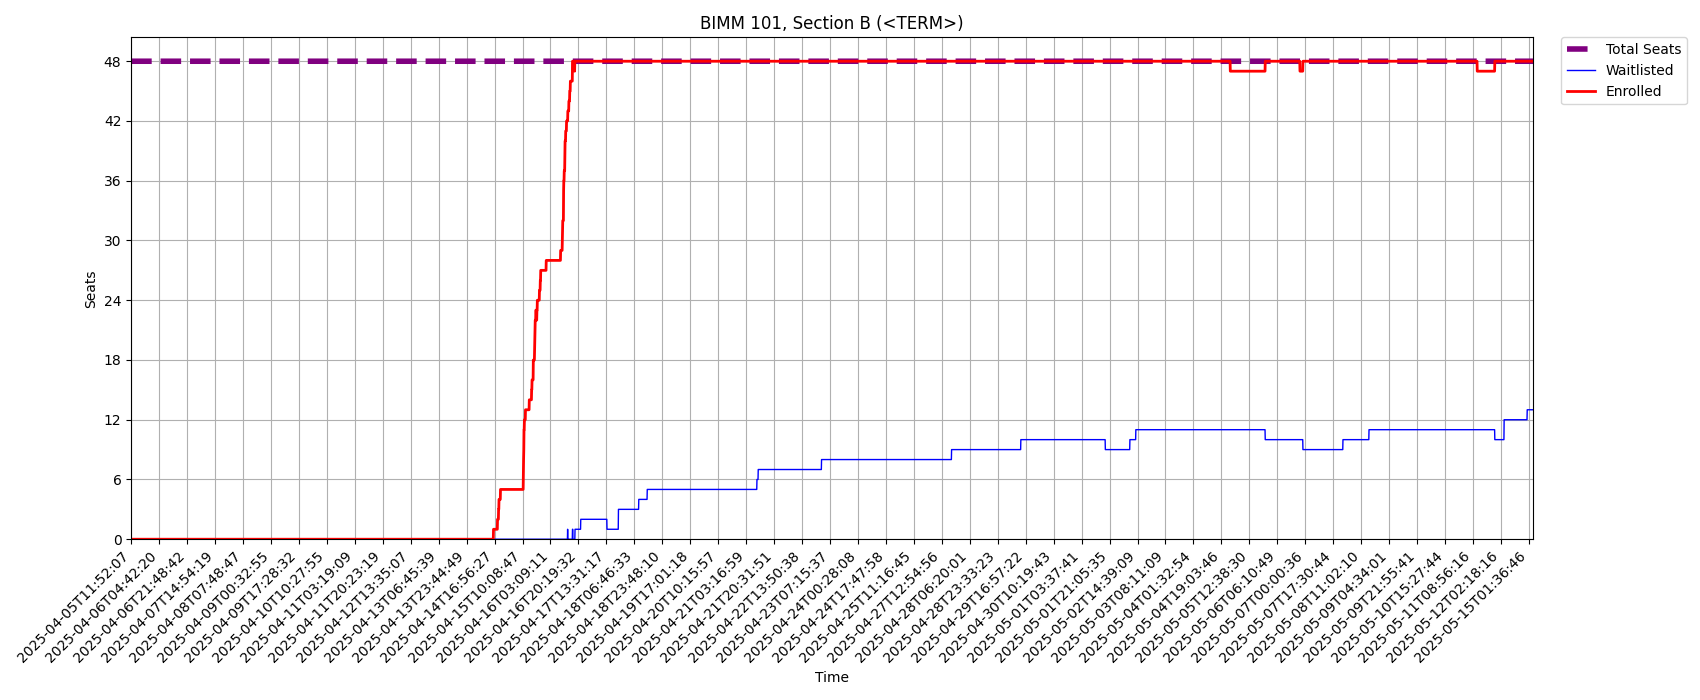 BIMM 101, Section B (<TERM>)
Total Seats
Waitlisted
Enrolled
Seats
48
42
36
30
24
18
12
6
0
2025-04-05T11:52:07
2025-04-06T04:42:20
2025-04-06T21:48:42
2025-04-07T14:54:19
2025-04-08T07:48:47
2025-04-09T00:32:55
2025-04-09T17:28:32
2025-04-10T10:27:55
2025-04-11T03:19:09
2025-04-11T20:23:19
2025-04-12T13:35:07
2025-04-13T06:45:39
2025-04-13T23:44:49
2025-04-14T16:56:27
2025-04-15T10:08:47
2025-04-16T03:09:11
2025-04-16T20:19:32
2025-04-17T13:31:17
2025-04-18T06:46:33
2025-04-18T23:48:10
2025-04-19T17:01:18
2025-04-20T10:15:57
2025-04-21T03:16:59
2025-04-21T20:31:51
2025-04-22T13:50:38
2025-04-23T07:15:37
2025-04-24T00:28:08
2025-04-24T17:47:58
2025-04-25T11:16:45
2025-04-27T12:54:56
2025-04-28T06:20:01
2025-04-28T23:33:23
2025-04-29T16:57:22
2025-04-30T10:19:43
2025-05-01T03:37:41
2025-05-01T21:05:35
2025-05-02T14:39:09
2025-05-03T08:11:09
2025-05-04T01:32:54
2025-05-04T19:03:46
2025-05-05T12:38:30
2025-05-06T06:10:49
2025-05-07T00:00:36
2025-05-07T17:30:44
2025-05-08T11:02:10
2025-05-09T04:34:01
2025-05-09T21:55:41
2025-05-10T15:27:44
2025-05-11T08:56:16
2025-05-12T02:18:16
2025-05-15T01:36:46
Time